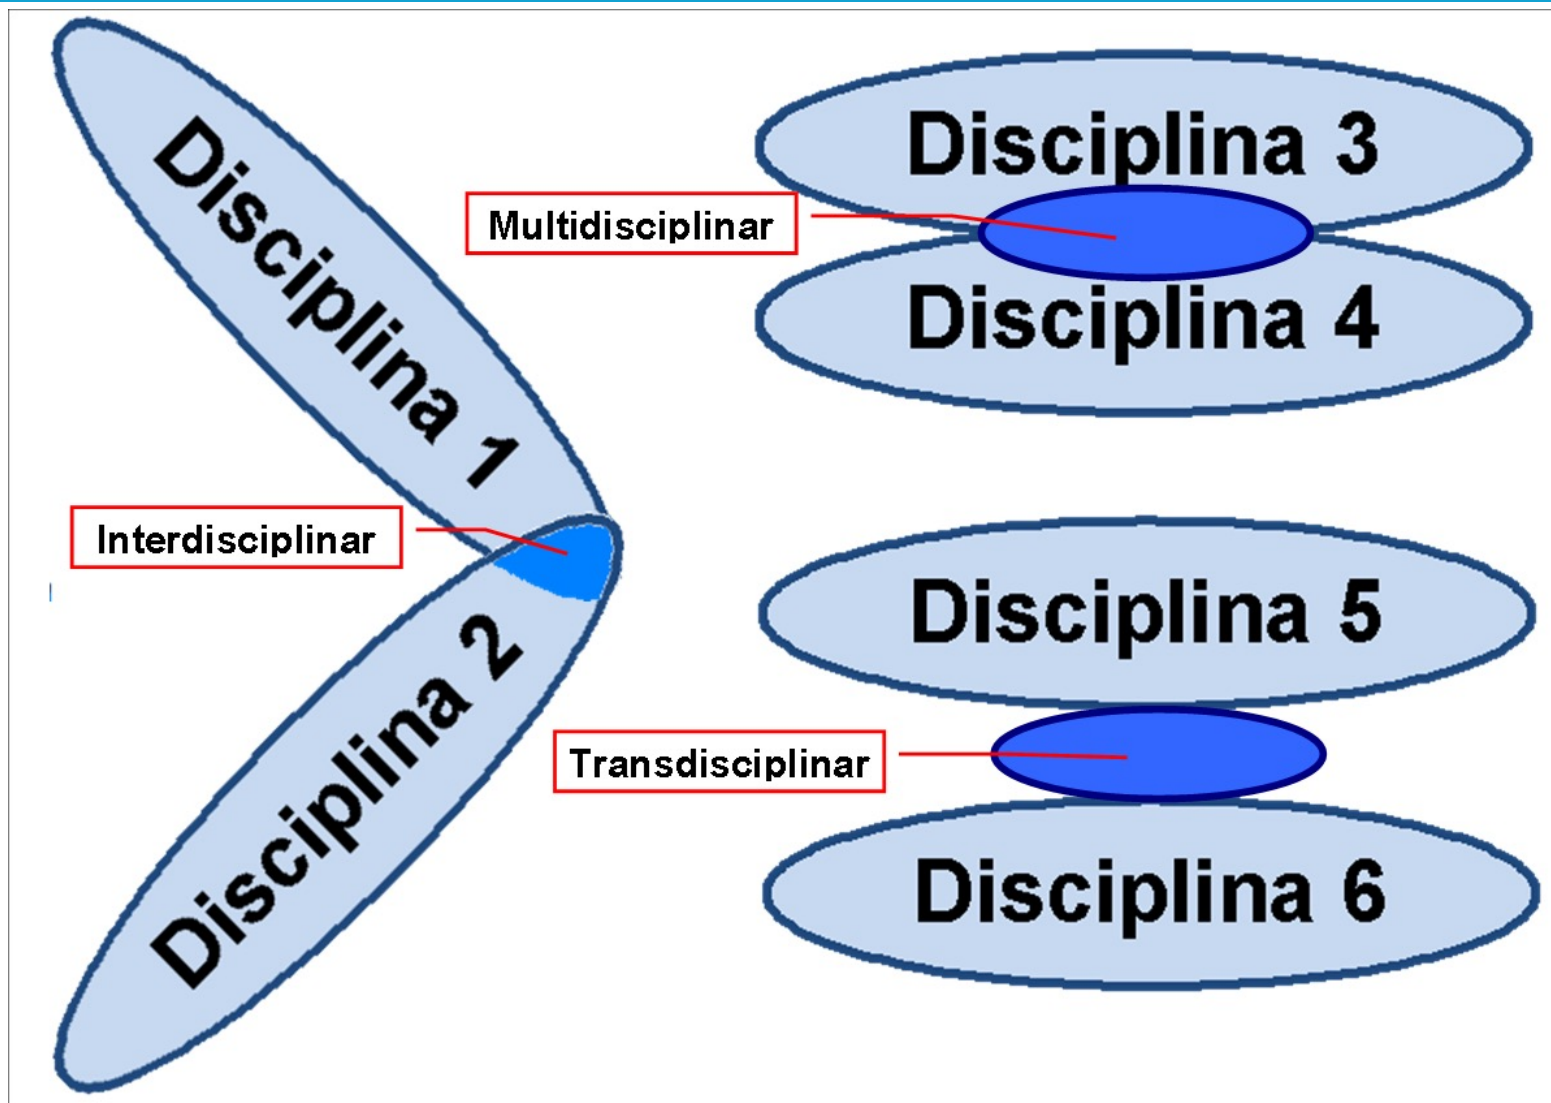 Disciplina 1
Interdisciplinar
Disciplina 2
Disciplina 3
Multidisciplinar
Disciplina 4
Disciplina 5
Transdisciplinar
Disciplina 6